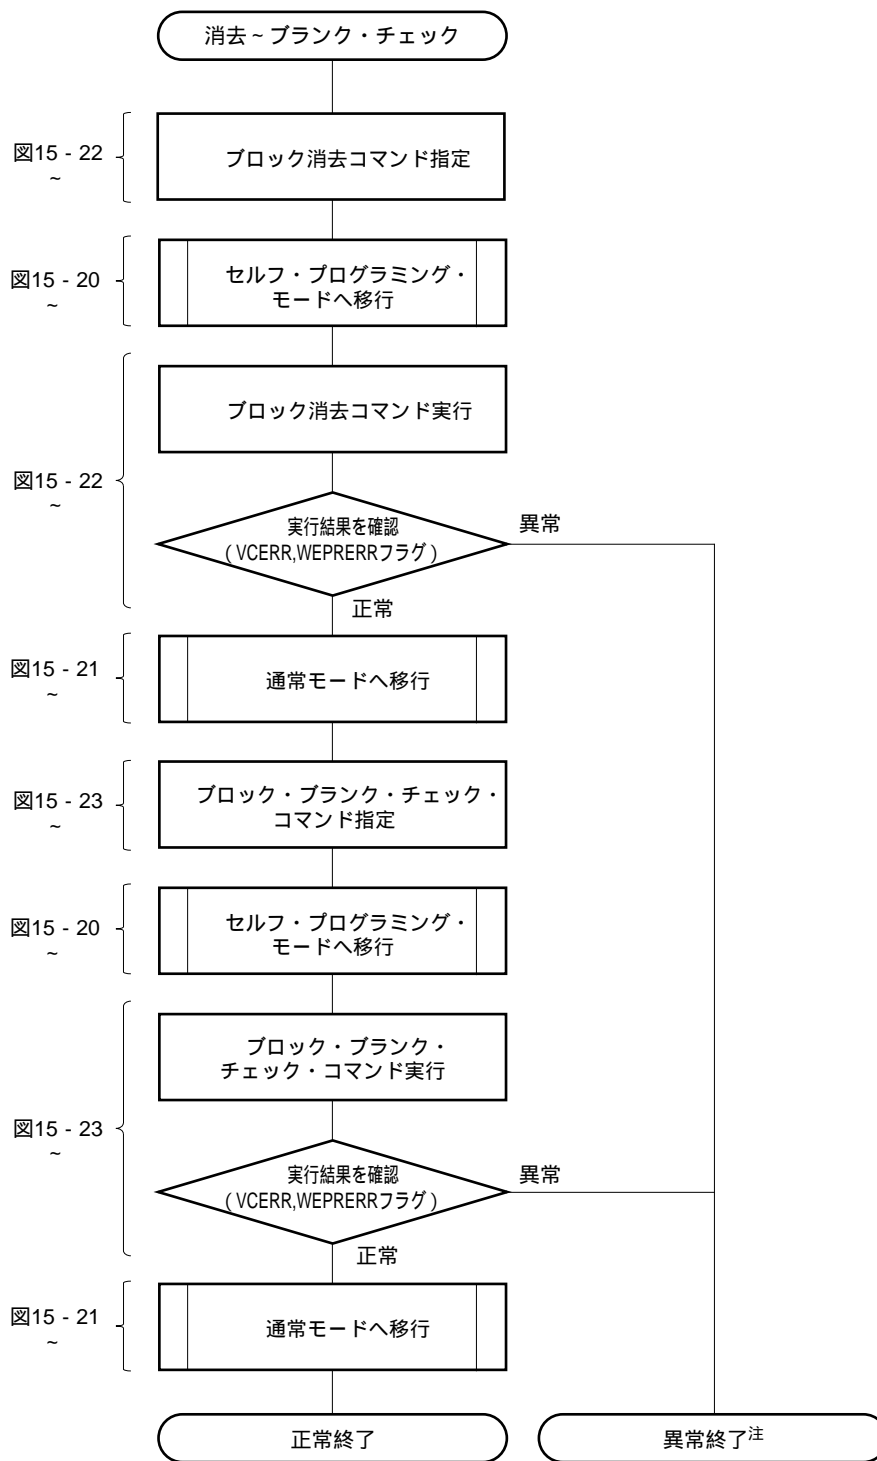 消去~ブランク・チェック
図15 - 22
~
ブロック消去コマンド指定
図15 - 20
~
セルフ・プログラミング・
モードへ移行
ブロック消去コマンド実行
図15 - 22
~
実行結果を確認
( VCERR,WEPRERRフラグ )
異常
正常
図15 - 21
~
通常モードへ移行
図15 - 23
~
ブロック・ブランク・チェック・
コマンド指定
図15 - 20
~
セルフ・プログラミング・
モードへ移行
ブロック・ブランク・
チェック・コマンド実行
図15 - 23
~
実行結果を確認
( VCERR,WEPRERRフラグ )
異常
正常
図15 - 21
~
通常モードへ移行
正常終了
異常終了注